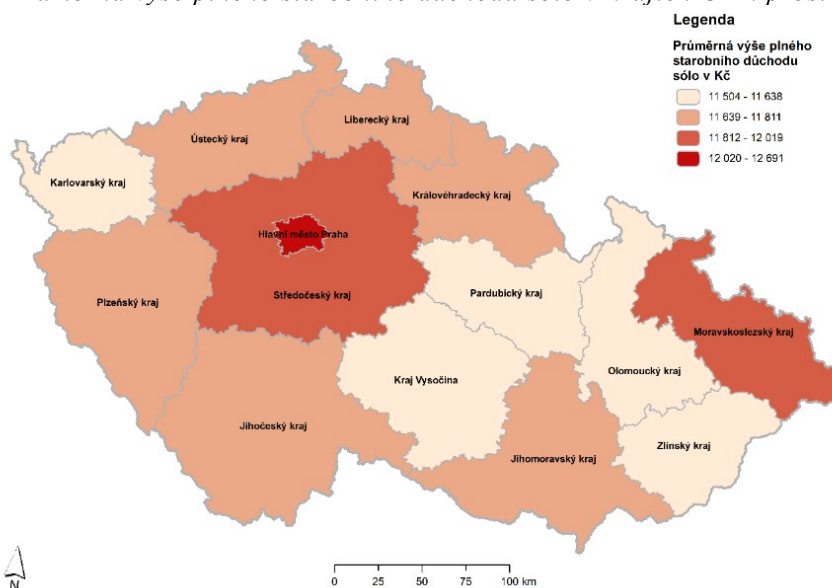 Legenda
Průměrná výše plného
starobního důchodu
sólo v Kč
11 504 - 11 638
11 639 - 11 811
11 812 - 12 019
12 020 - 12 691
Liberecký kraj
Ústecký kraj
Karlovarský kraj
Královéhradecký kraj
Hlavní město Praha
Plzeňský kraj
Středočeský kraj
Pardubický kraj
Moravskoslezský kraj
Kraj Vysočina
Olomoucký kraj
Jihočeský kraj
Zlínský kraj
Jihomoravský kraj
N
0 25 50 75 100 km